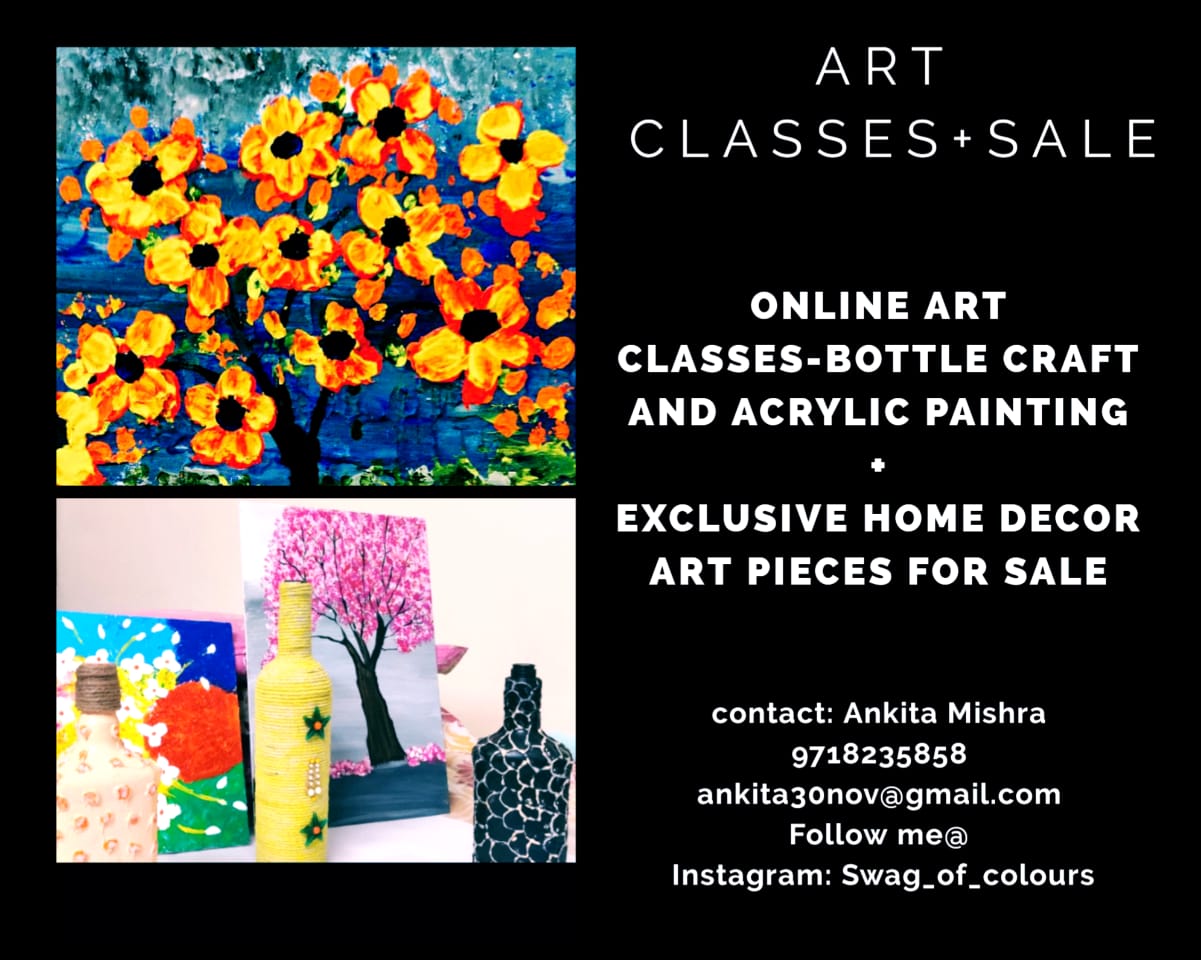 ART
CLASSES+SALE
ONLINE ART
CLASSES-BOTTLE CRAFT
AND ACRYLIC PAINTING
+
EXCLUSIVE HOME DECOR
ART PIECES FOR SALE
contact: Ankita Mishra
9718235858
ankita30nov@gmail.com
Follow me@
Instagram: Swag_of_colours